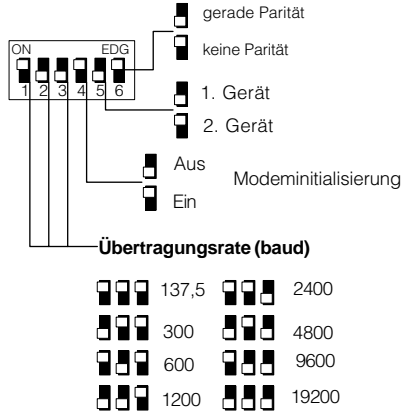 gerade Parität
keine Parität
ON EDG
1 2 3 4 5 6
1. Gerät
2. Gerät
Aus
Modeminitialisierung
Ein
Übertragungsrate (baud)
137,5 2400
300 4800
600 9600
1200 19200